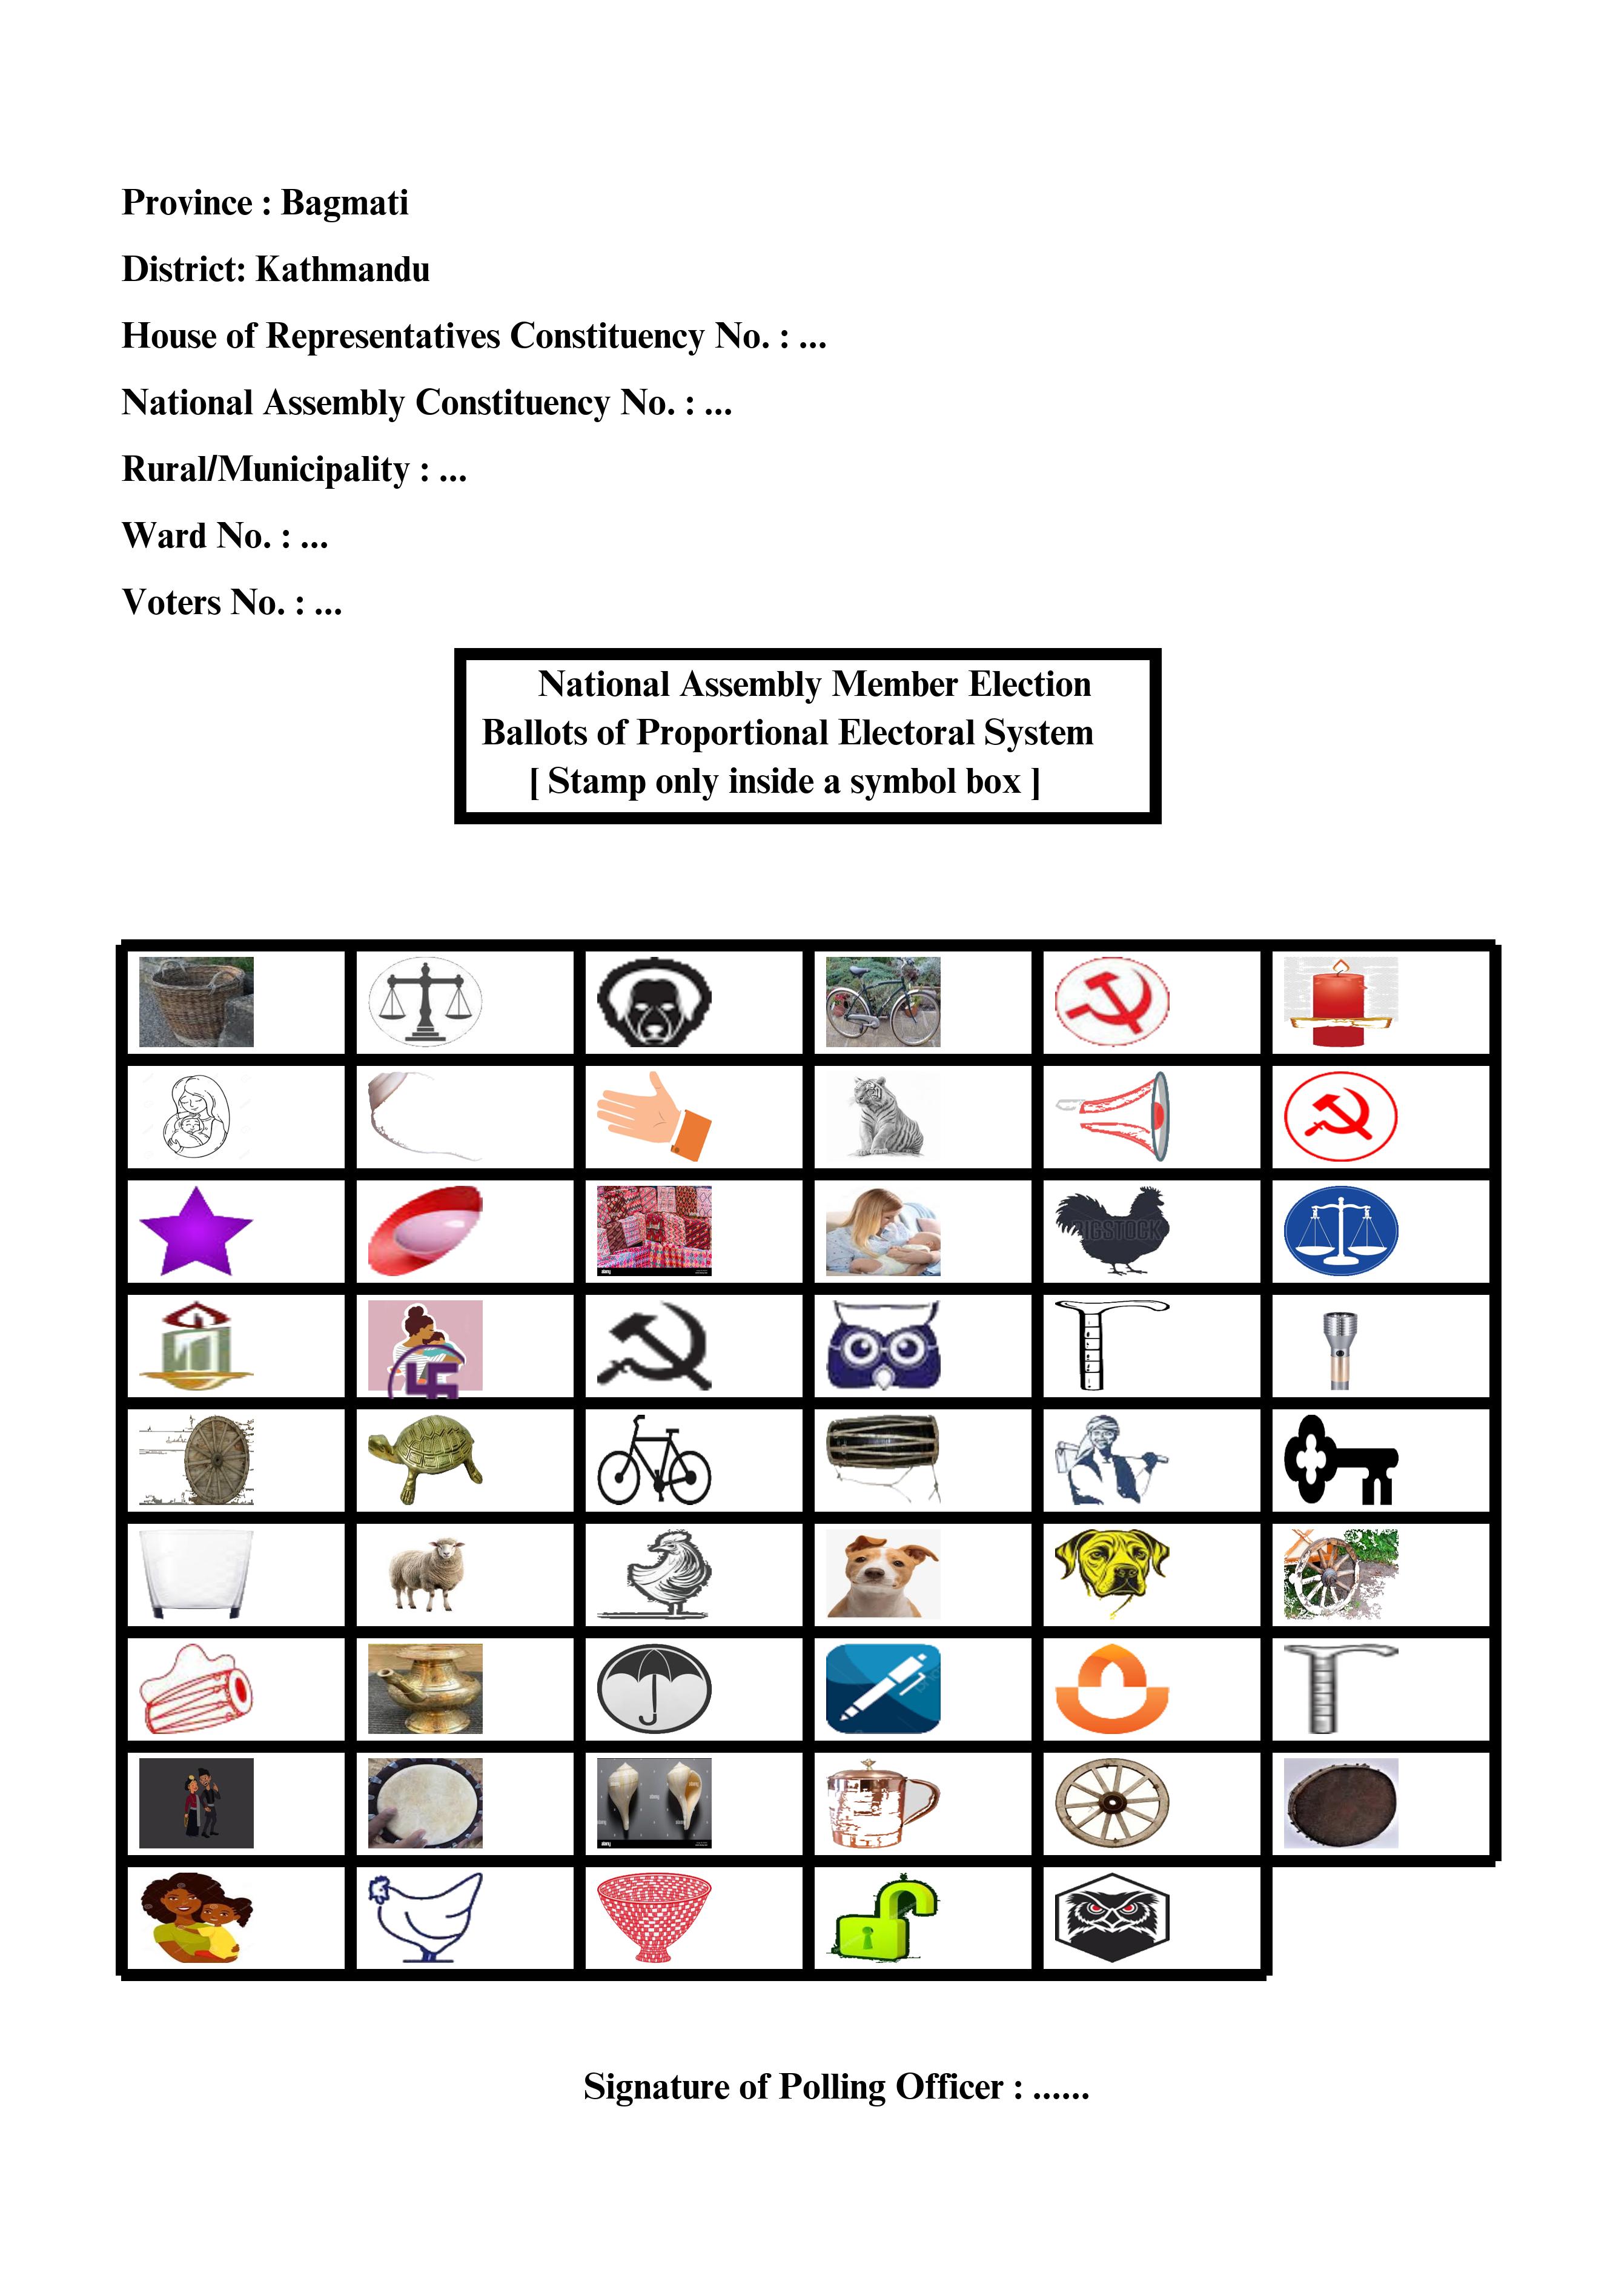 Province : Bagmati
District: Kathmandu
House of Representatives Constituency No. : ...
National Assembly Constituency No. : ...
Rural/Municipality : ...
Ward No. : ...
Voters No. : ...
National Assembly Member Election
Ballots of Proportional Electoral System
[ Stamp only inside a symbol box ]
BIGSTOCK
Signature of Polling Officer : ......